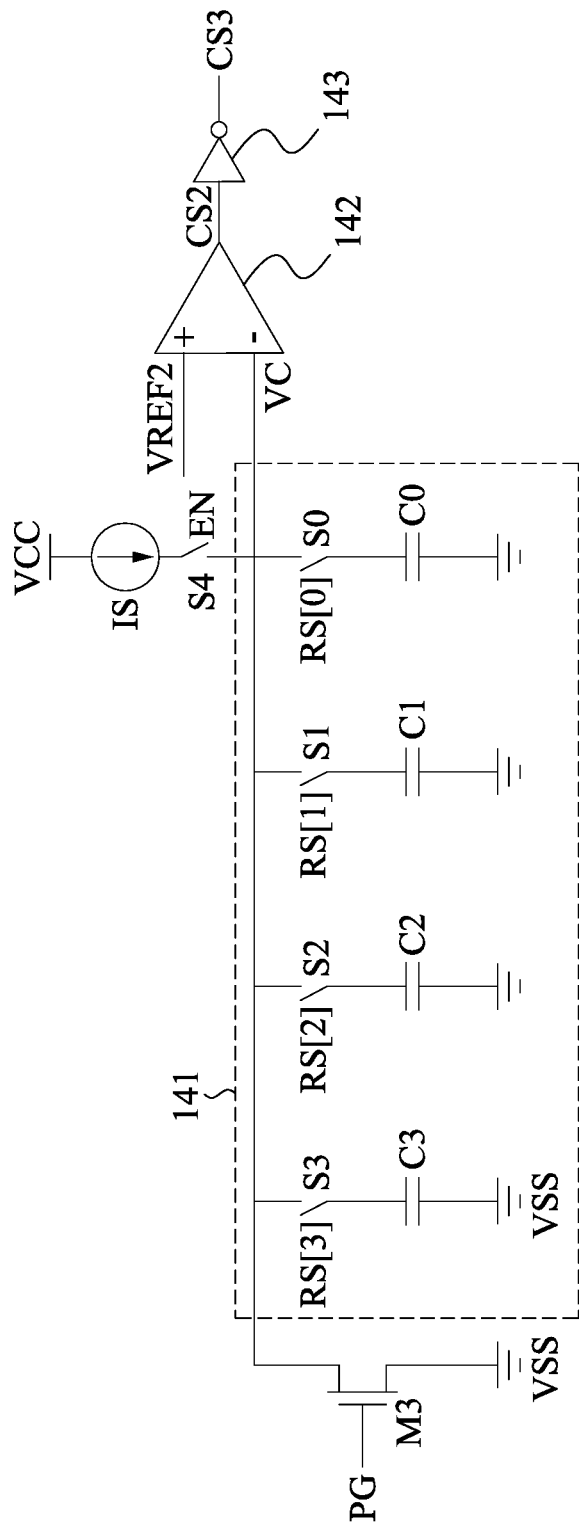 VCC
IS
S4
EN
VREF2
VC
+
-
142
CS2
143
CS3
141
RS[3]
S3
C3
VSS
RS[2]
S2
C2
RS[1]
S1
C1
RS[0]
S0
C0
PG
M3
VSS